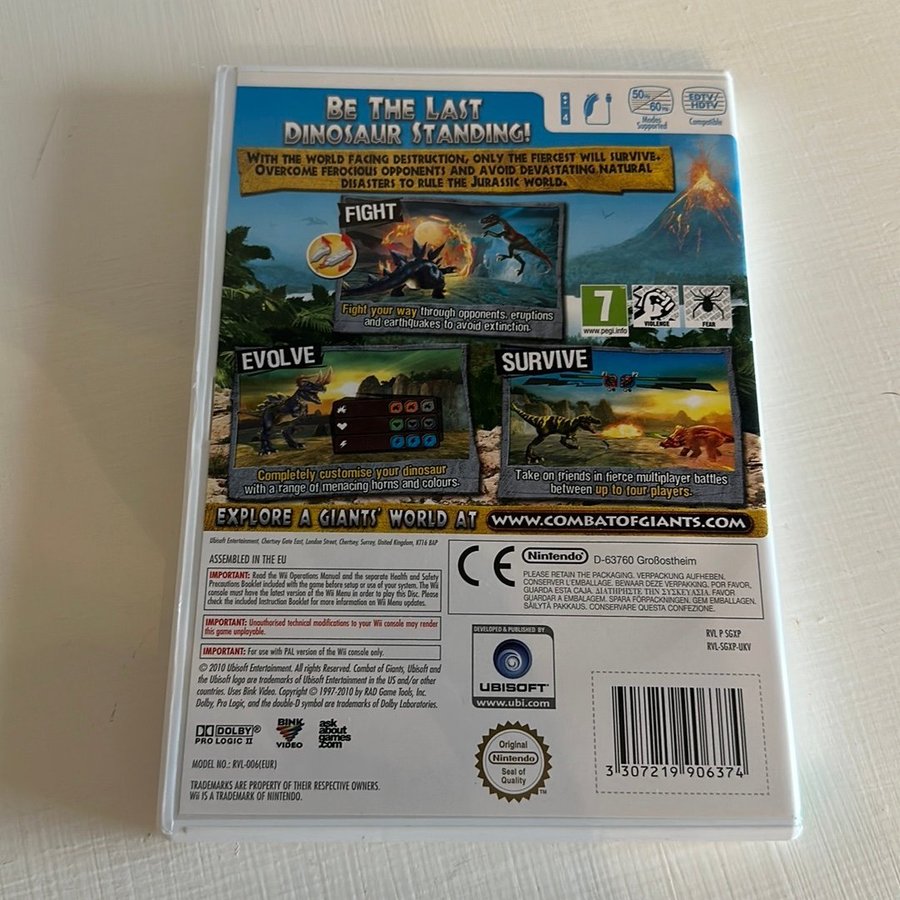 BE THE LAST
DINOSAUR STANDING!
4
50Hz
60Hz
Modes
Supported
EDTV/
HDTV
Compatible
WITH THE WORLD FACING DESTRUCTION, ONLY THE FIERCEST WILL SURVIVE.
OVERCOME FEROCIOUS OPPONENTS AND AVOID DEVASTATING NATURAL
DISASTERS TO RULE THE JURASSIC WORLD.
FIGHT
Fight your way through opponents, eruptions
and earthquakes to avoid extinction.
7
www.pegi.info
VIOLENCE
FEAR
EVOLVE
Completely customise your dinosaur
with a range of menacing horns and colours.
SURVIVE
Take on friends in fierce multiplayer battles
between up to four players.
EXPLORE A GIANTS' WORLD AT WWW.COMBATOFGIANTS.COM
Ubisoft Entertainment, Chertsey Gate East, London Street, Chertsey, Surrey, United Kingdom, KT16 8AP
ASSEMBLED IN THE EU
IMPORTANT: Read the Wii Operations Manual and the separate Health and Safety
Precautions Booklet included with the game before setup or use of your system. The Wii
console must have the latest version of the Wii Menu in order to play this Disc. Please
check the included Instruction Booklet for more information on Wii Menu updates.
IMPORTANT: Unauthorised technical modifications to your Wii console may render
this game unplayable.
IMPORTANT: For use with PAL version of the Wii console only.
© 2010 Ubisoft Entertainment. All rights Reserved. Combat of Giants, Ubisoft and
the Ubisoft logo are trademarks of Ubisoft Entertainment in the US and/or other
countries. Uses Bink Video. Copyright © 1997-2010 by RAD Game Tools, Inc.
Dolby, Pro Logic, and the double-D symbol are trademarks of Dolby Laboratories.
DOLBY®
PRO LOGIC II
BINK
VIDEO
ask
about
games
.com
MODEL NO.: RVL-006(EUR)
TRADEMARKS ARE PROPERTY OF THEIR RESPECTIVE OWNERS.
Wii IS A TRADEMARK OF NINTENDO.
CE
Nintendo® D-63760 Großostheim
PLEASE RETAIN THE PACKAGING. VERPACKUNG AUFHEBEN.
CONSERVER L'EMBALLAGE. BEWAAR DEZE VERPAKKING. POR FAVOR,
GUARDA ESTA CAJA. ΔΙΑΤΗΡΗΣΤΕ ΤΗΝ ΣΥΣΚΕΥΑΣΙΑ. FAVOR
GUARDAR A EMBALAGEM. SPARA FÖRPACKNINGEN. GEM EMBALLAGEN.
SÄILYTÄ PAKKAUS. CONSERVARE QUESTA CONFEZIONE.
RVL P SGXP
RVL-SGXP-UKV
DEVELOPED & PUBLISHED BY
UBISOFT
www.ubi.com
Original
Nintendo
Seal of
Quality
TM
3 307219 906374